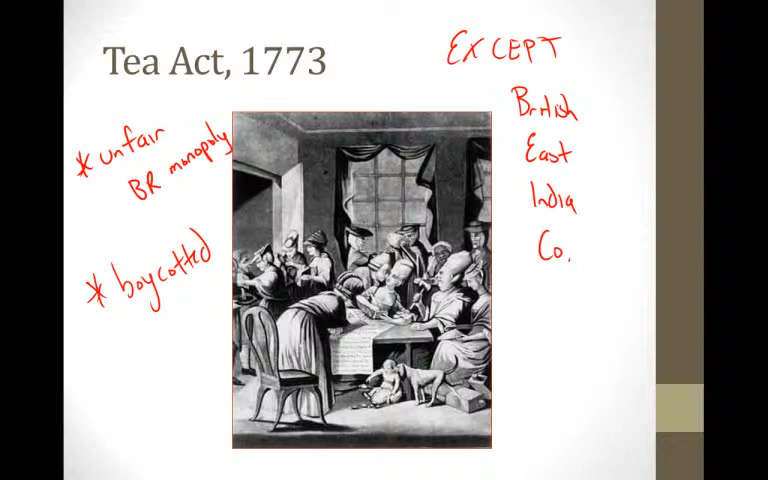 Tea Act, 1773
EXCEPT
British
East
India
Co.
* unfair
BR monopoly
* boycotted